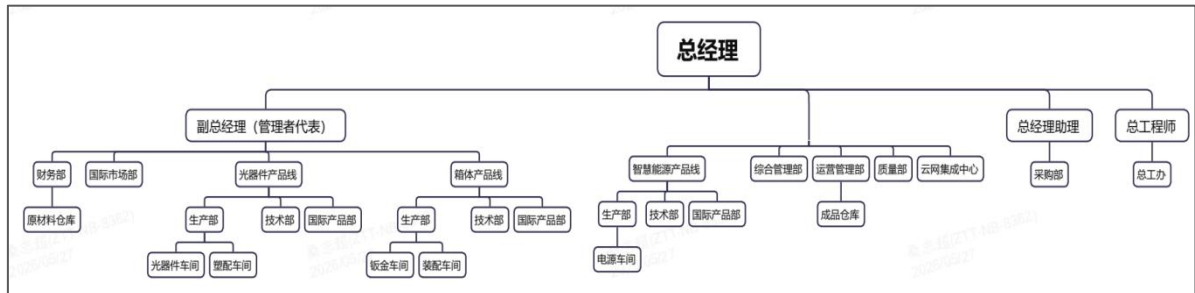 总经理
副总经理（管理者代表） 总经理助理 总工程师
财务部 国际市场部 光器件产品线 箱体产品线 智慧能源产品线 综合管理部 运营管理部 质量部 云网集成中心 采购部 总工办
原材料仓库 生产部 技术部 国际产品部 生产部 技术部 国际产品部 生产部 技术部 国际产品部 成品仓库
光器件车间 塑配车间 钣金车间 装配车间 电源车间